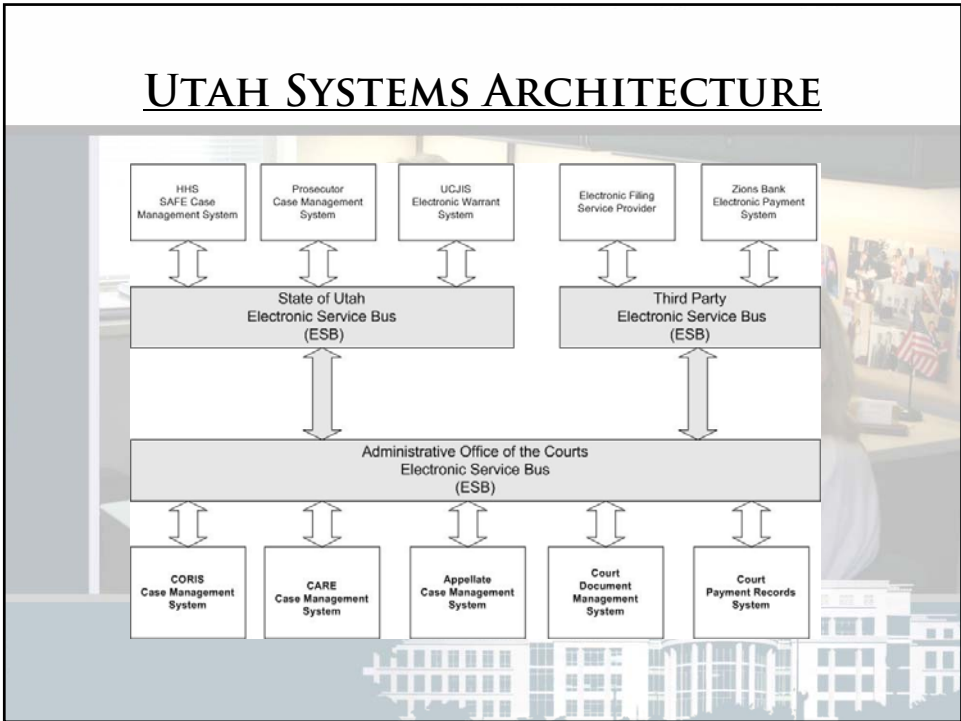 UTAH SYSTEMS ARCHITECTURE
HHS
SAFE Case
Management System
Prosecutor
Case Management
System
UCJIS
Electronic Warrant
System
Electronic Filing
Service Provider
Zions Bank
Electronic Payment
System
State of Utah
Electronic Service Bus
(ESB)
Third Party
Electronic Service Bus
(ESB)
Administrative Office of the Courts
Electronic Service Bus
(ESB)
CORIS
Case Management
System
CARE
Case Management
System
Appellate
Case Management
System
Court
Document
Management
System
Court
Payment Records
System